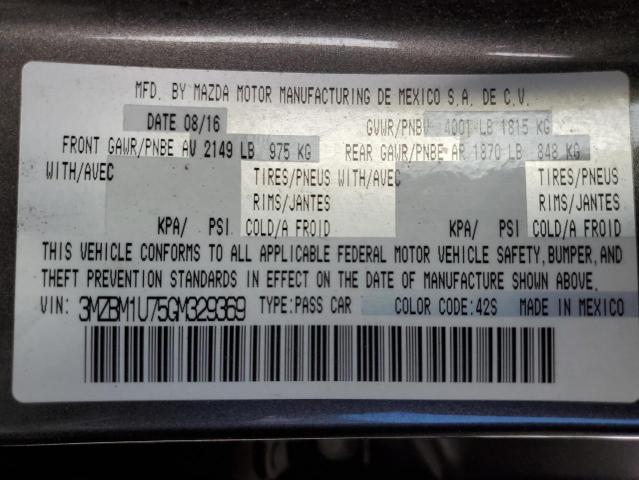 MFD. BY MAZDA MOTOR MANUFACTURING DE MEXICO S.A. DE C.V.
DATE 08/16 GVWR/PNBV 4001 LB 1815 KG
FRONT GAWR/PNBE AV 2149 LB 975 KG REAR GAWR/PNBE AR 1870 LB 848 KG
WITH/AVEC TIRES/PNEUS WITH/AVEC TIRES/PNEUS
RIMS/JANTES RIMS/JANTES
KPA/ PSI COLD/A FROID KPA/ PSI COLD/A FROID
THIS VEHICLE CONFORMS TO ALL APPLICABLE FEDERAL MOTOR VEHICLE SAFETY,BUMPER,AND
THEFT PREVENTION STANDARDS IN EFFECT ON THE DATE OF MANUFACTURE SHOWN ABOVE.
VIN: 3MZBM1U75GM329369 TYPE:PASS CAR COLOR CODE:42S MADE IN MEXICO